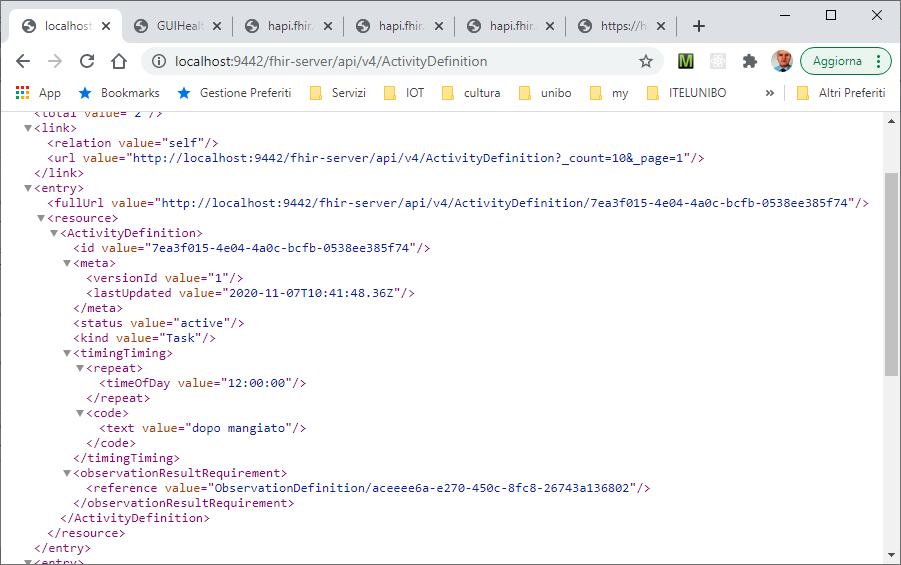 localhost
GUIHealt
hapi.fhir.
hapi.fhir.
hapi.fhir.
https://h
localhost:9442/fhir-server/api/v4/ActivityDefinition
Aggiorna
App
Bookmarks
Gestione Preferiti
Servizi
IOT
cultura
unibo
my
ITELUNIBO
»
Altri Preferiti
<total value="2"/>
<link>
<relation value="self"/>
<url value="http://localhost:9442/fhir-server/api/v4/ActivityDefinition?_count=10&_page=1"/>
</link>
<entry>
<fullUrl value="http://localhost:9442/fhir-server/api/v4/ActivityDefinition/7ea3f015-4e04-4a0c-bcfb-0538ee385f74"/>
<resource>
<ActivityDefinition>
<id value="7ea3f015-4e04-4a0c-bcfb-0538ee385f74"/>
<meta>
<versionId value="1"/>
<lastUpdated value="2020-11-07T10:41:48.36Z"/>
</meta>
<status value="active"/>
<kind value="Task"/>
<timingTiming>
<repeat>
<timeOfDay value="12:00:00"/>
</repeat>
<code>
<text value="dopo mangiato"/>
</code>
</timingTiming>
<observationResultRequirement>
<reference value="ObservationDefinition/aceeee6a-e270-450c-8fc8-26743a136802"/>
</observationResultRequirement>
</ActivityDefinition>
</resource>
</entry>
<entry>